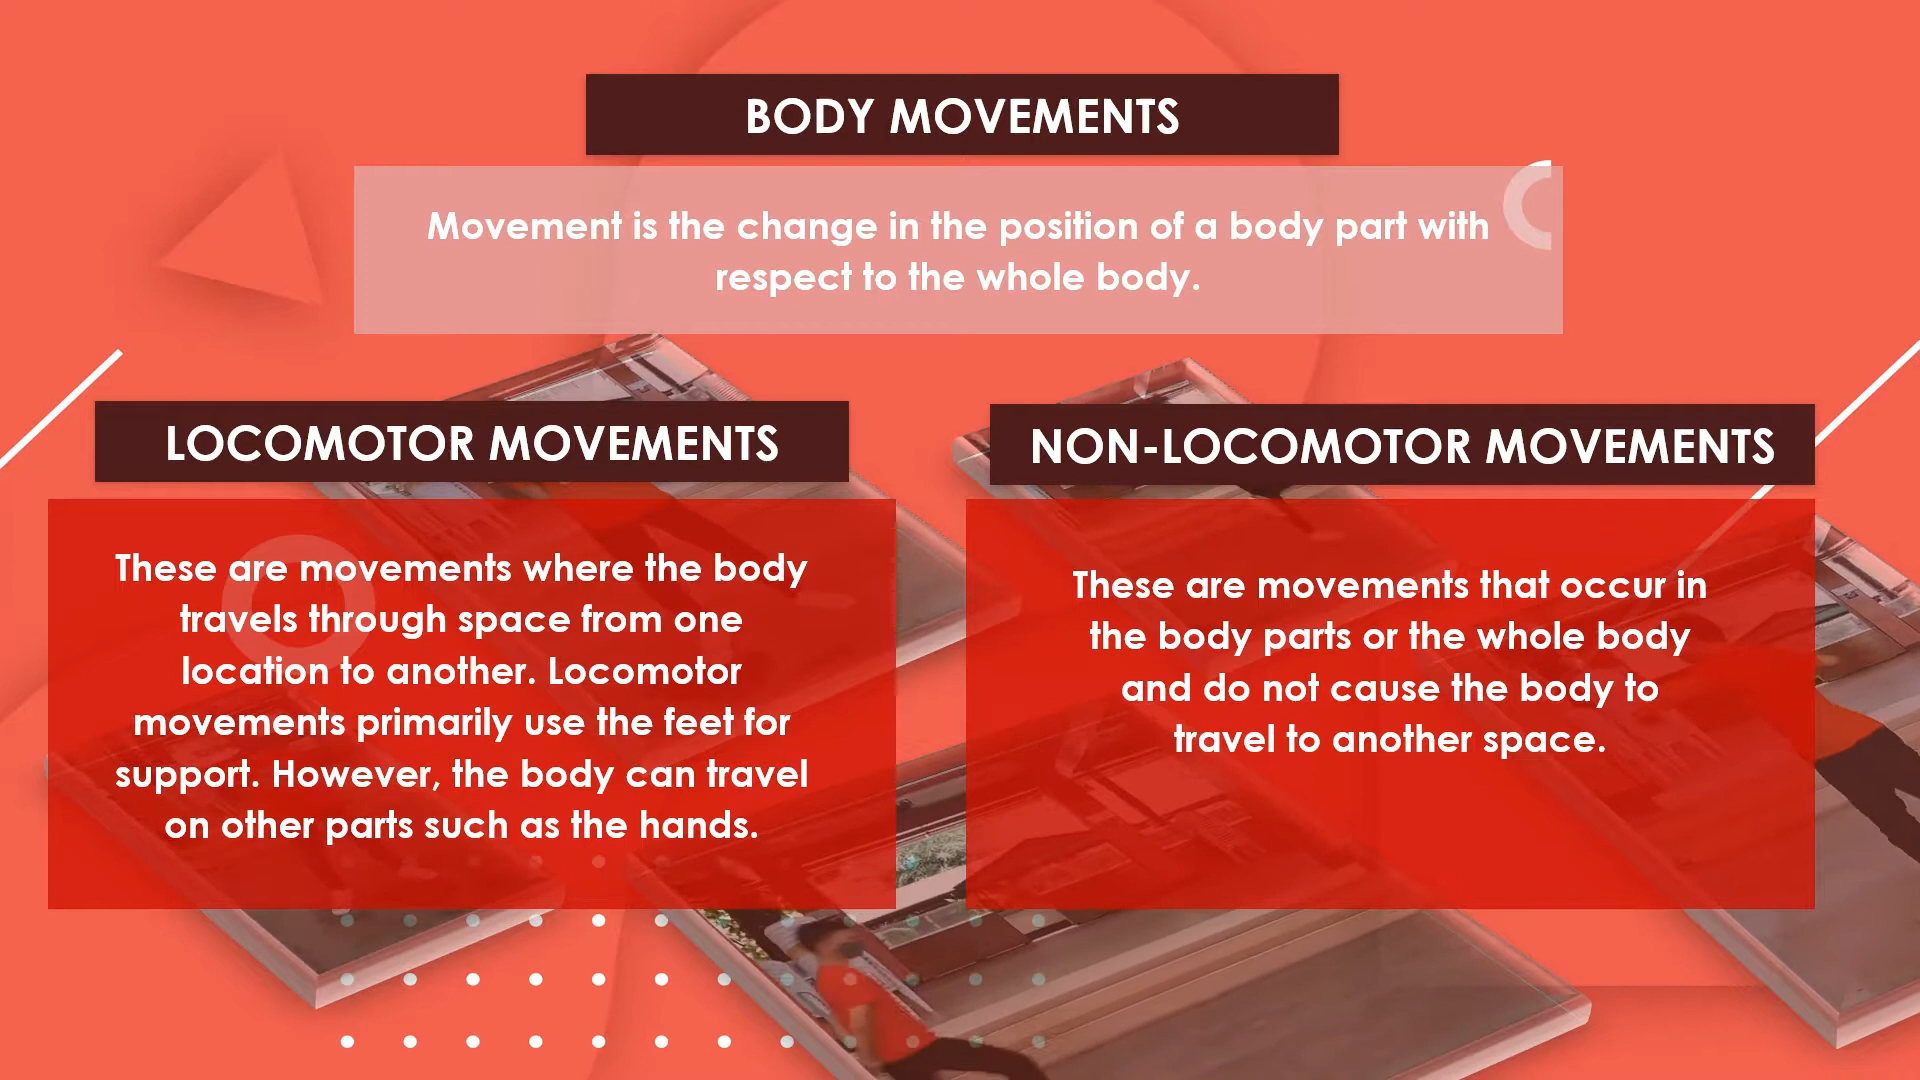 BODY MOVEMENTS
Movement is the change in the position of a body part with
respect to the whole body.
LOCOMOTOR MOVEMENTS
These are movements where the body
travels through space from one
location to another. Locomotor
movements primarily use the feet for
support. However, the body can travel
on other parts such as the hands.
NON-LOCOMOTOR MOVEMENTS
These are movements that occur in
the body parts or the whole body
and do not cause the body to
travel to another space.